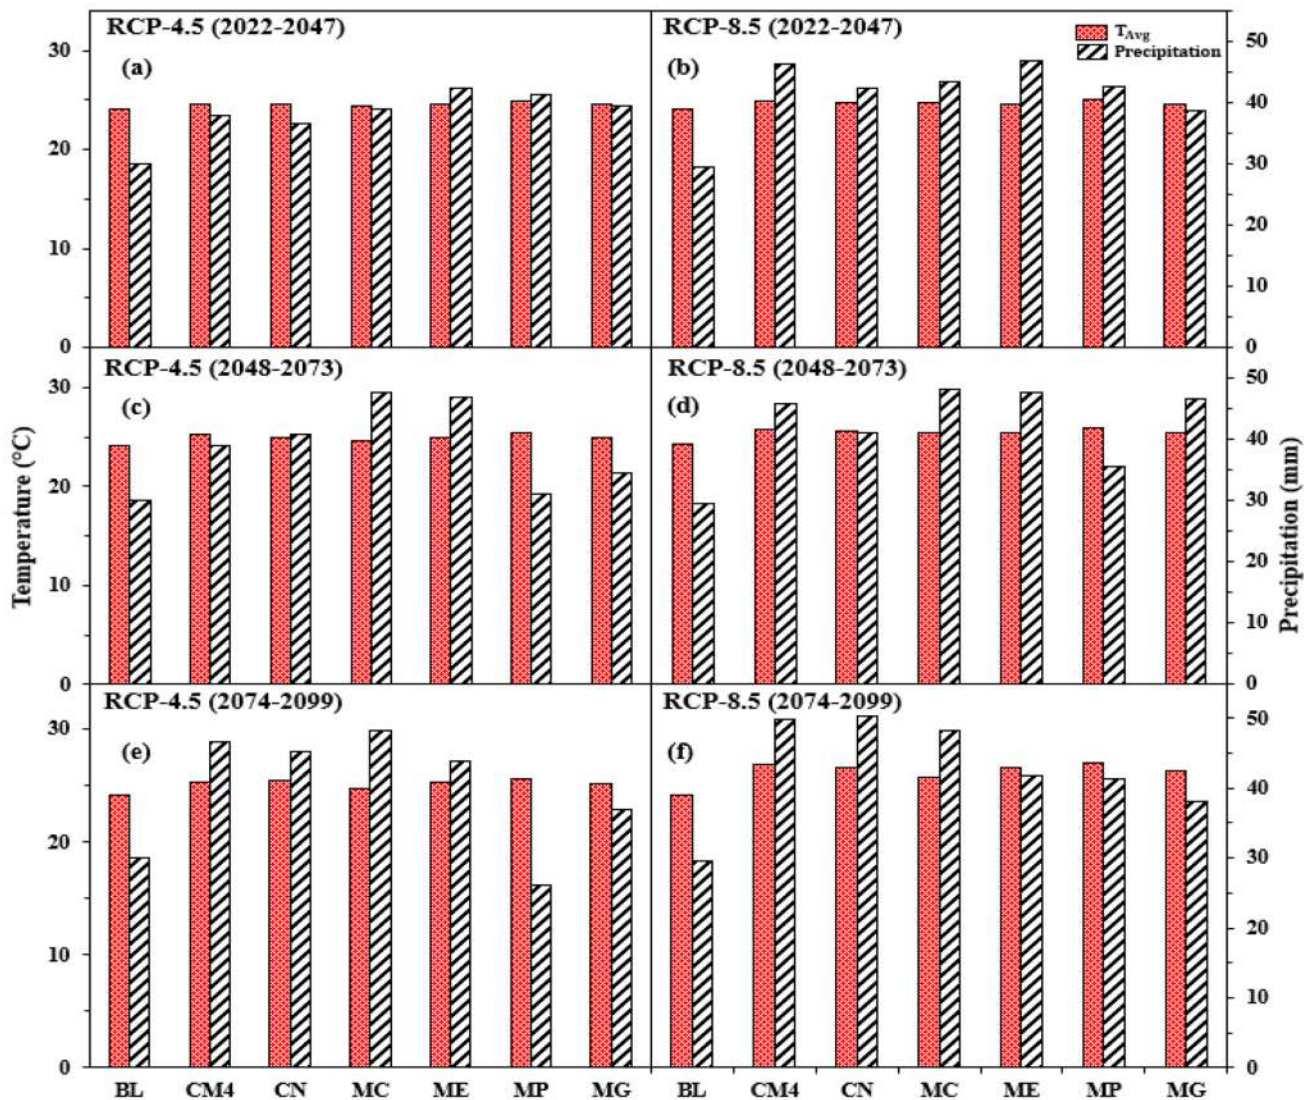 RCP-4.5 (2022-2047)
RCP-8.5 (2022-2047)
TAvg
Precipitation
(a)
(b)
30
20
10
0
50
40
30
20
10
0
RCP-4.5 (2048-2073)
RCP-8.5 (2048-2073)
(c)
(d)
30
20
10
0
50
40
30
20
10
0
Temperature (°C)
Precipitation (mm)
RCP-4.5 (2074-2099)
RCP-8.5 (2074-2099)
(e)
(f)
30
20
10
0
50
40
30
20
10
0
BL CM4 CN MC ME MP MG BL CM4 CN MC ME MP MG